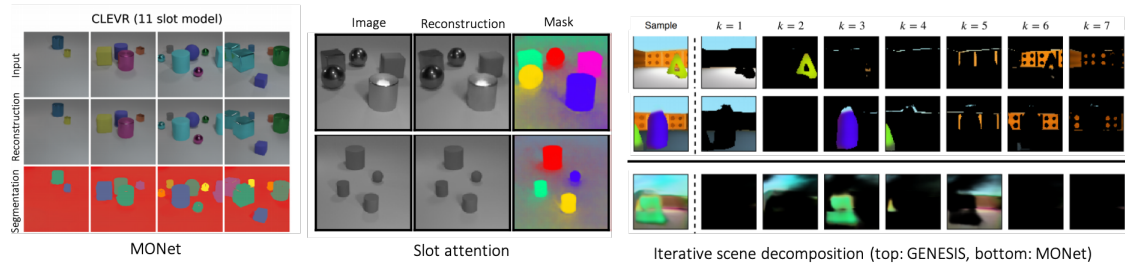 CLEVR (11 slot model)
Input
Reconstruction
Segmentation
MONet
Image Reconstruction Mask
Slot attention
Sample k = 1 k = 2 k = 3 k = 4 k = 5 k = 6 k = 7
Iterative scene decomposition (top: GENESIS, bottom: MONet)